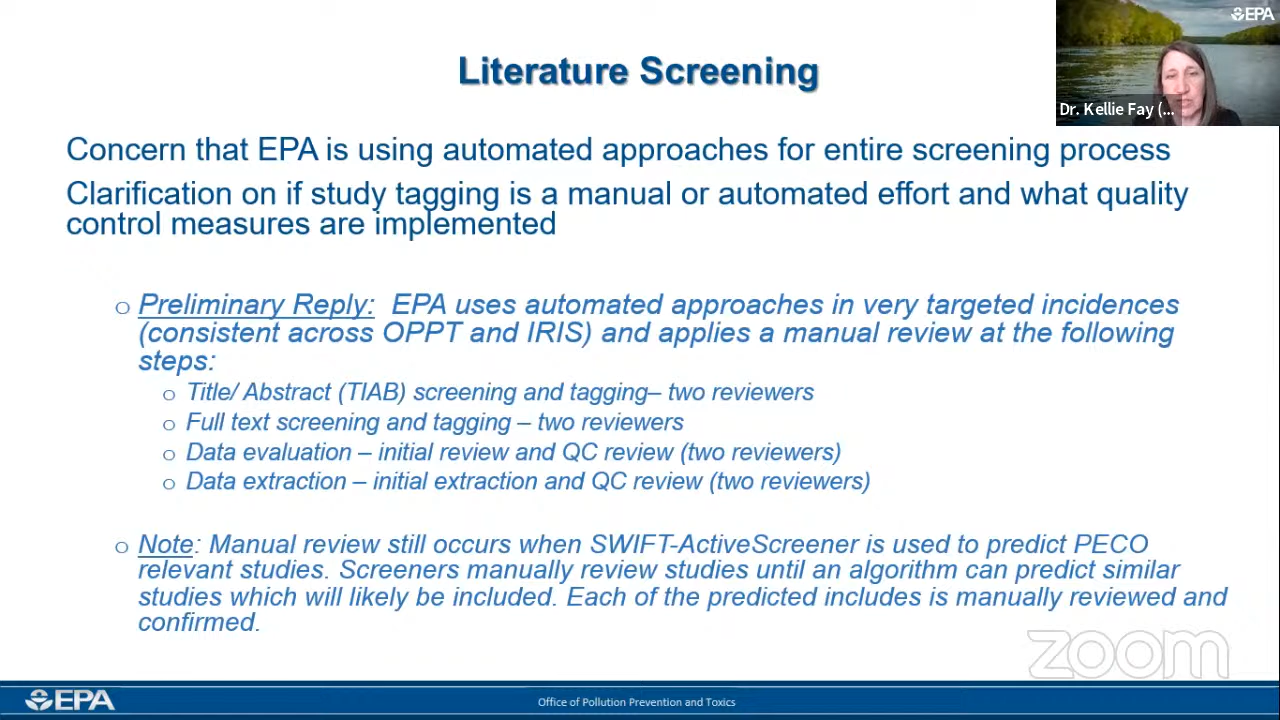 EPA
Dr. Kellie Fay (...
Literature Screening
Concern that EPA is using automated approaches for entire screening process
Clarification on if study tagging is a manual or automated effort and what quality
control measures are implemented
o Preliminary Reply: EPA uses automated approaches in very targeted incidences
(consistent across OPPT and IRIS) and applies a manual review at the following
steps:
o Title/ Abstract (TIAB) screening and tagging– two reviewers
o Full text screening and tagging – two reviewers
o Data evaluation – initial review and QC review (two reviewers)
o Data extraction – initial extraction and QC review (two reviewers)
o Note: Manual review still occurs when SWIFT-ActiveScreener is used to predict PECO
relevant studies. Screeners manually review studies until an algorithm can predict similar
studies which will likely be included. Each of the predicted includes is manually reviewed and
confirmed.
zoom
EPA
Office of Pollution Prevention and Toxics